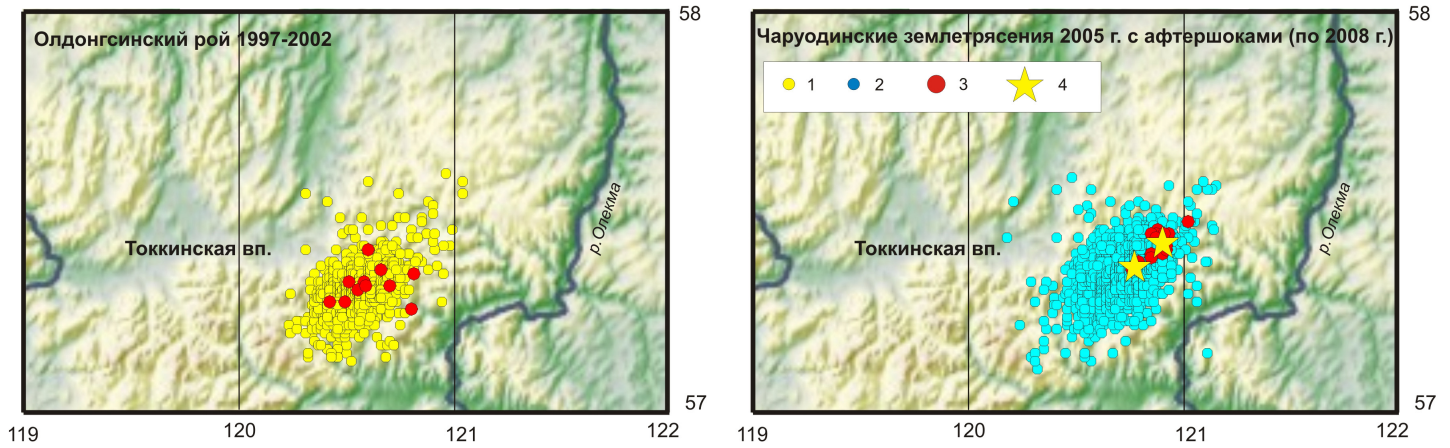 Олдонгсинский рой 1997-2002
Токкинская вп.
р. Олекма
58
57
119
120
121
122
Чаруодинские землетрясения 2005 г. с афтершоками (по 2008 г.)
1
2
3
4
Токкинская вп.
р. Олекма
58
57
119
120
121
122